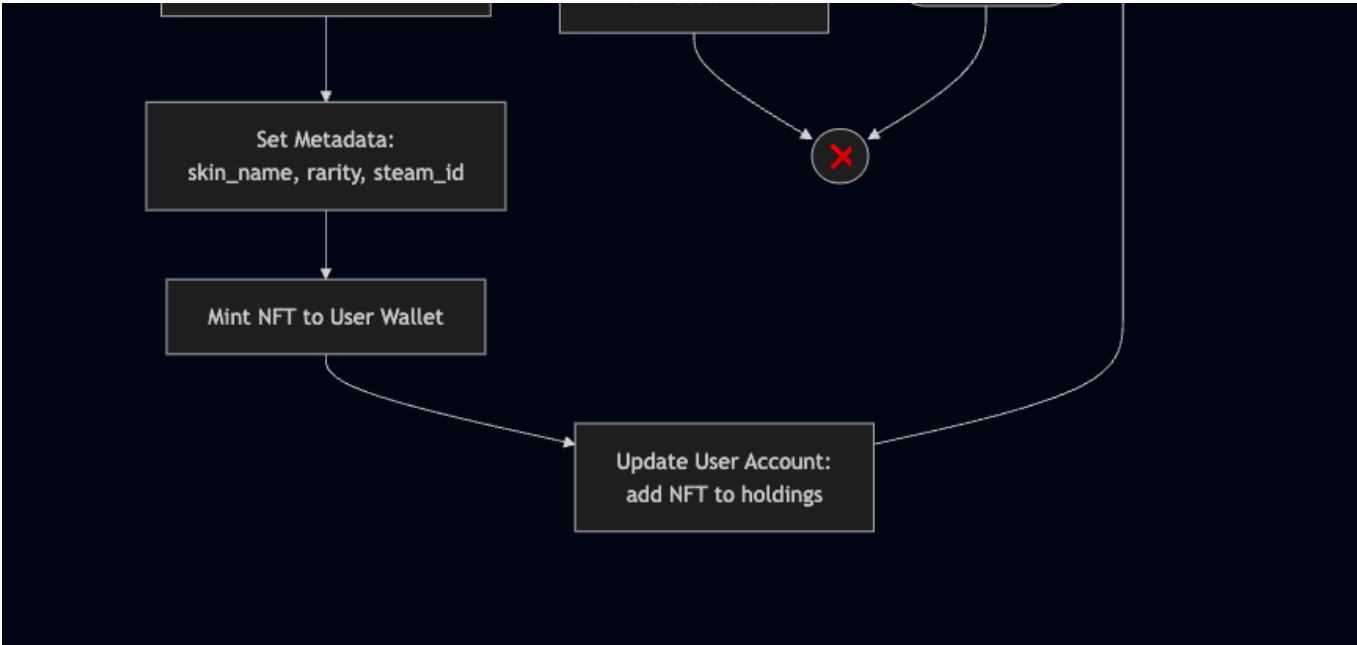 Set Metadata:
skin_name, rarity, steam_id
Mint NFT to User Wallet
Update User Account:
add NFT to holdings